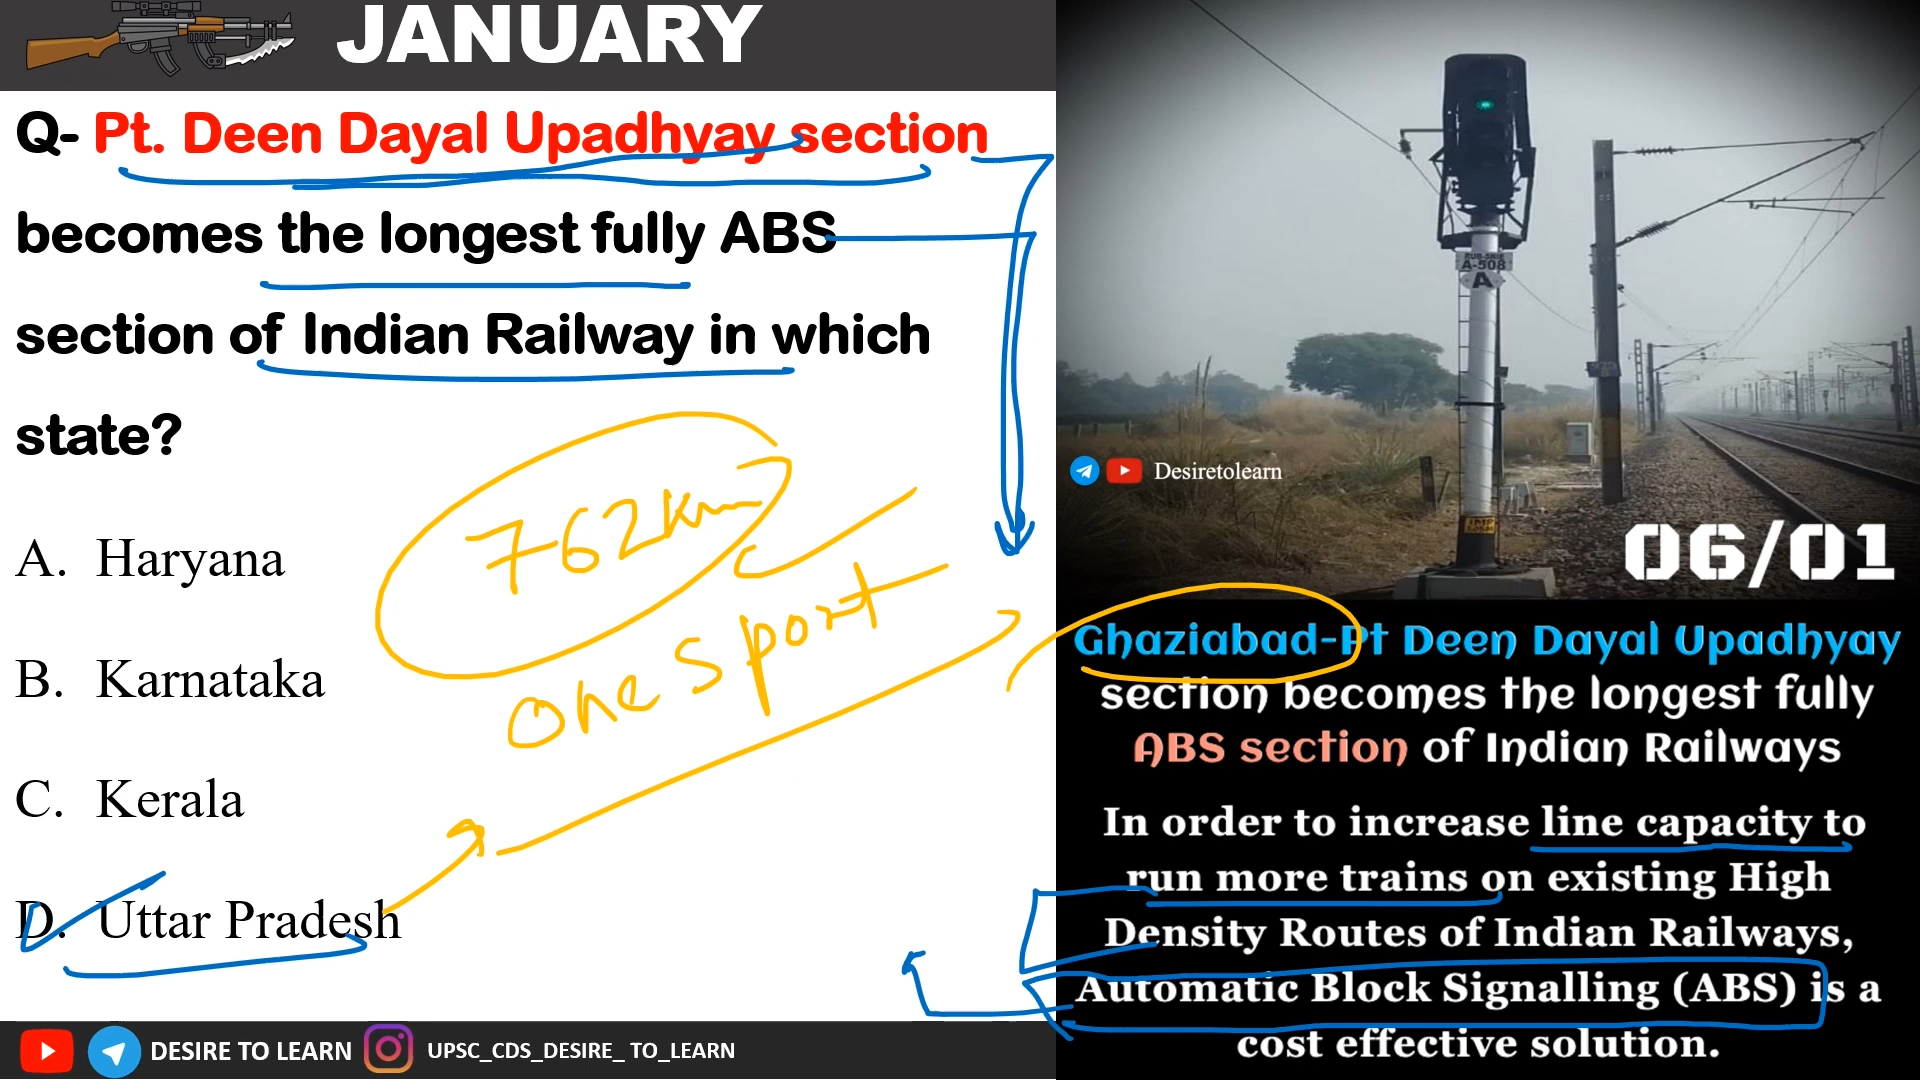 JANUARY
Q- Pt. Deen Dayal Upadhyay section
becomes the longest fully ABS
section of Indian Railway in which
state?
A. Haryana
B. Karnataka
C. Kerala
D. Uttar Pradesh
762km
one sport
DESIRE TO LEARN
UPSC_CDS_DESIRE_ TO_LEARN
A-508
A
Desiretolearn
06/01
Ghaziabad-Pt Deen Dayal Upadhyay
section becomes the longest fully
ABS section of Indian Railways
In order to increase line capacity to
run more trains on existing High
Density Routes of Indian Railways,
Automatic Block Signalling (ABS) is a
cost effective solution.